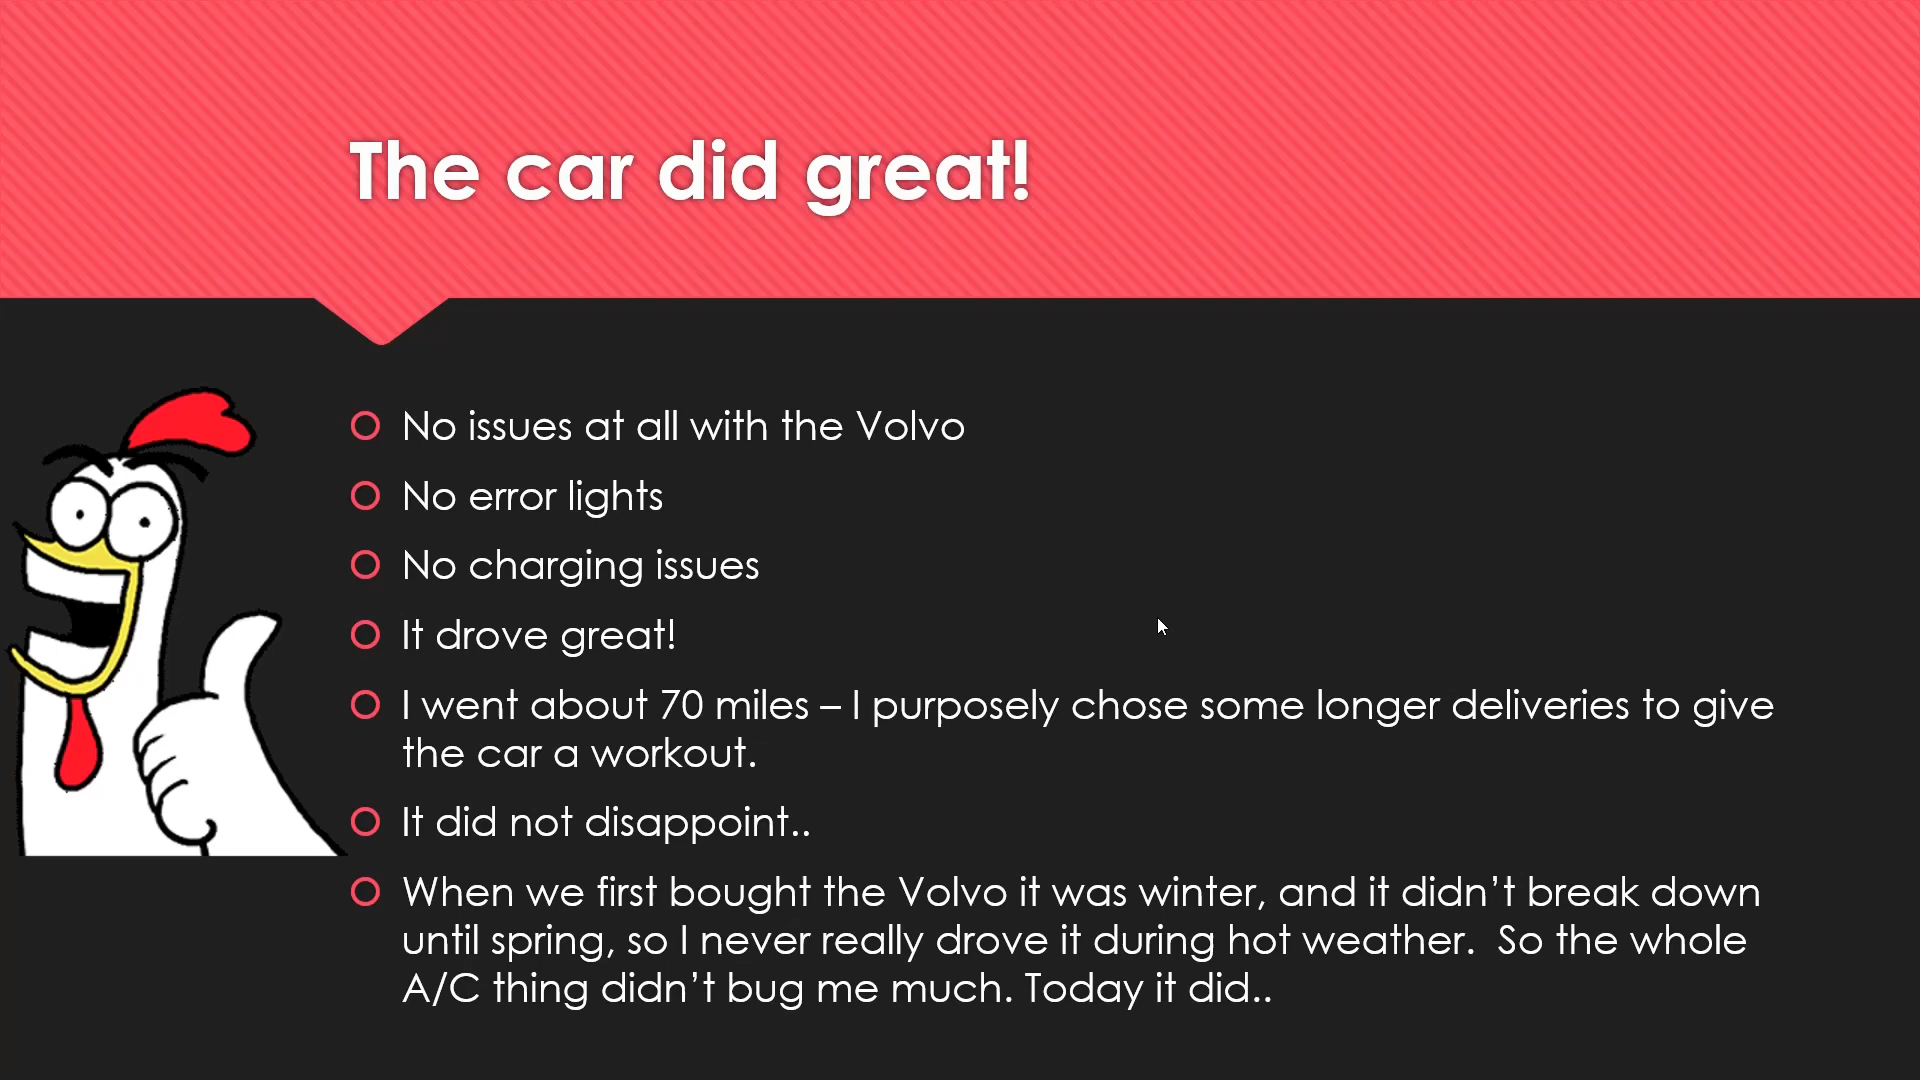 The car did great!
No issues at all with the Volvo
No error lights
No charging issues
It drove great!
I went about 70 miles – I purposely chose some longer deliveries to give
the car a workout.
It did not disappoint..
When we first bought the Volvo it was winter, and it didn’t break down
until spring, so I never really drove it during hot weather.  So the whole
A/C thing didn’t bug me much. Today it did..